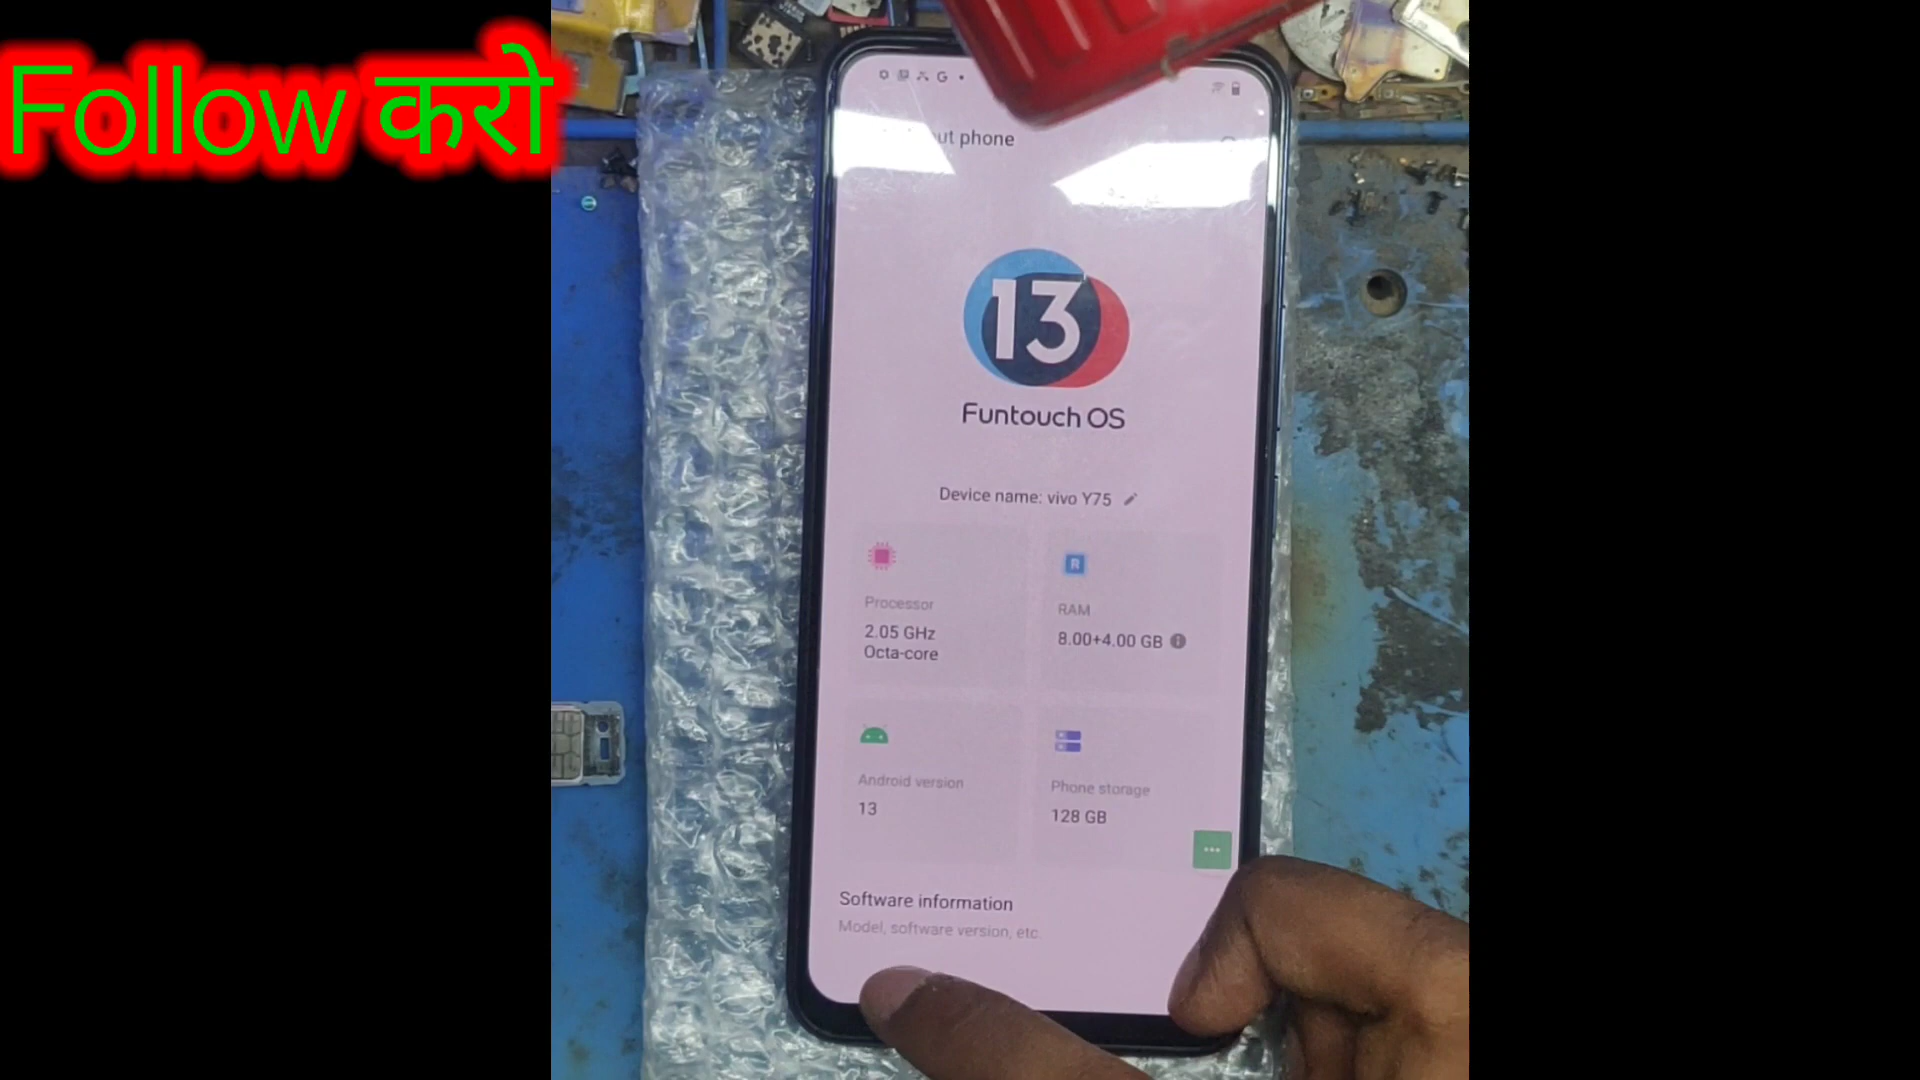 Follow करो
ut phone
13
Funtouch OS
Device name: vivo Y75
R
Processor
2.05 GHz
Octa-core
RAM
8.00+4.00 GB
Android version
13
Phone storage
128 GB
Software information
Model, software version, etc.